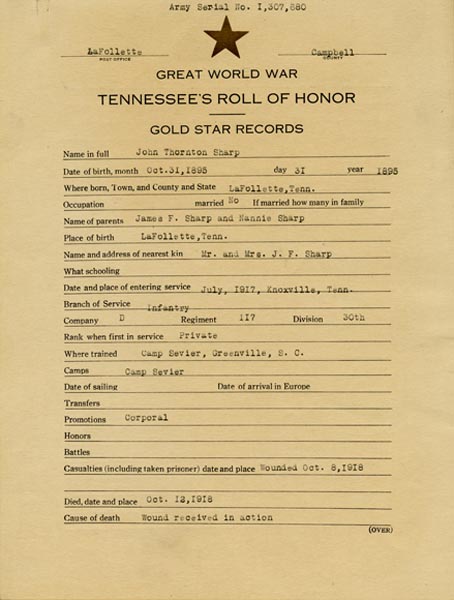 Army Serial No. 1,307,880
LaFollette Campbell
POST OFFICE COUNTY
GREAT WORLD WAR
TENNESSEE'S ROLL OF HONOR
GOLD STAR RECORDS
Name in full John Thornton Sharp
Date of birth, month Oct.31,1895 day 31 year 1895
Where born, Town, and County and State LaFollette,Tenn.
Occupation married No If married how many in family
Name of parents James F. Sharp and Nannie Sharp
Place of birth LaFollette,Tenn.
Name and address of nearest kin Mr. and Mrs. J. F. Sharp
What schooling
Date and place of entering service July, 1917, Knoxville, Tenn.
Branch of Service Infantry
Company D Regiment 117 Division 30th
Rank when first in service Private
Where trained Camp Sevier, Greenville, S. C.
Camps Camp Sevier
Date of sailing Date of arrival in Europe
Transfers
Promotions Corporal
Honors
Battles
Casualties (including taken prisoner) date and place Wounded Oct. 8,1918
Died, date and place Oct. 12,1918
Cause of death Wound received in action
(OVER)